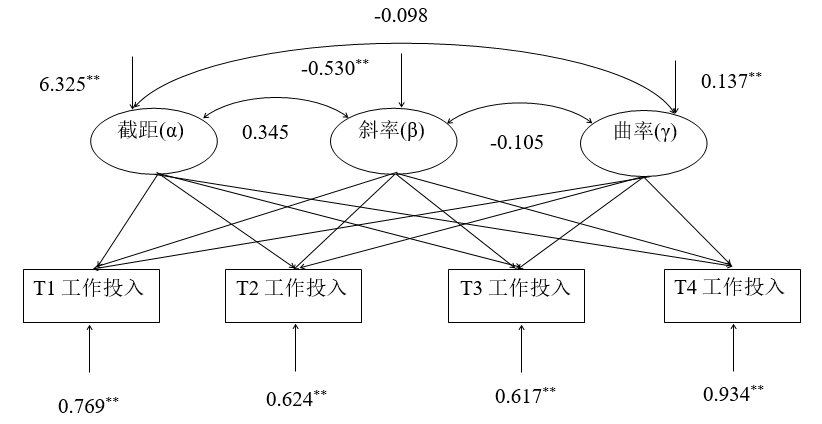 -0.098
6.325**
-0.530**
0.137**
截距(α)
0.345
斜率(β)
-0.105
曲率(γ)
T1 工作投入
T2 工作投入
T3 工作投入
T4 工作投入
0.769**
0.624**
0.617**
0.934**